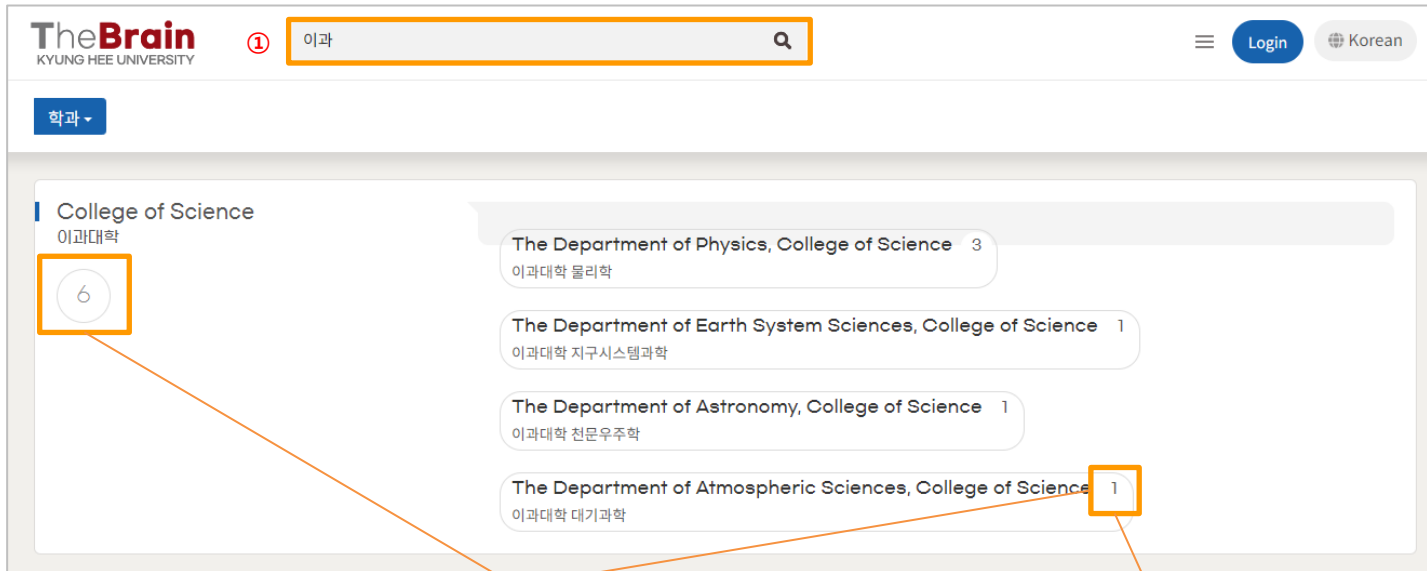 TheBrain
KYUNG HEE UNIVERSITY
① 이과
Login
Korean
학과
College of Science
이과대학
6
The Department of Physics, College of Science 3
이과대학 물리학
The Department of Earth System Sciences, College of Science 1
이과대학 지구시스템과학
The Department of Astronomy, College of Science 1
이과대학 천문우주학
The Department of Atmospheric Sciences, College of Science 1
이과대학 대기과학